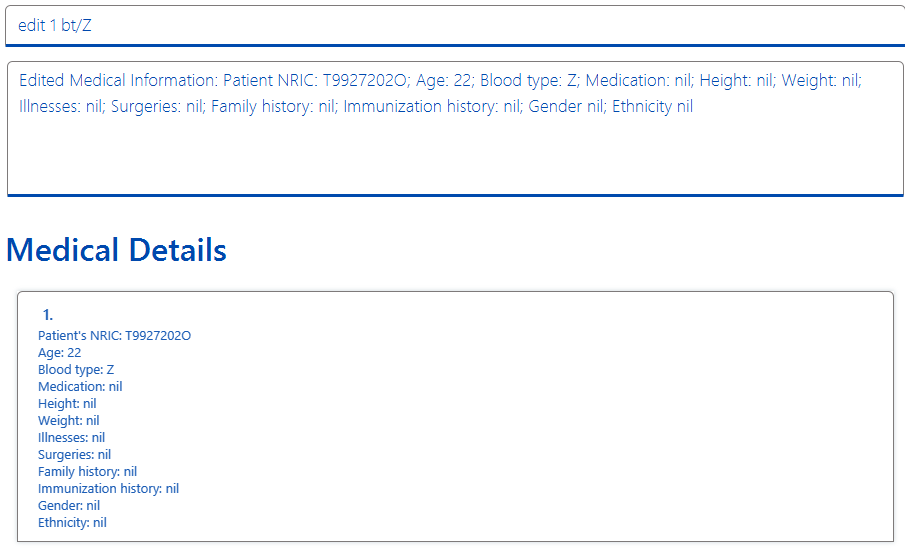 edit 1 bt/Z
Edited Medical Information: Patient NRIC: T9927202O; Age: 22; Blood type: Z; Medication: nil; Height: nil; Weight: nil;
Illnesses: nil; Surgeries: nil; Family history: nil; Immunization history: nil; Gender nil; Ethnicity nil
Medical Details
1.
Patient's NRIC: T9927202O
Age: 22
Blood type: Z
Medication: nil
Height: nil
Weight: nil
Illnesses: nil
Surgeries: nil
Family history: nil
Immunization history: nil
Gender: nil
Ethnicity: nil